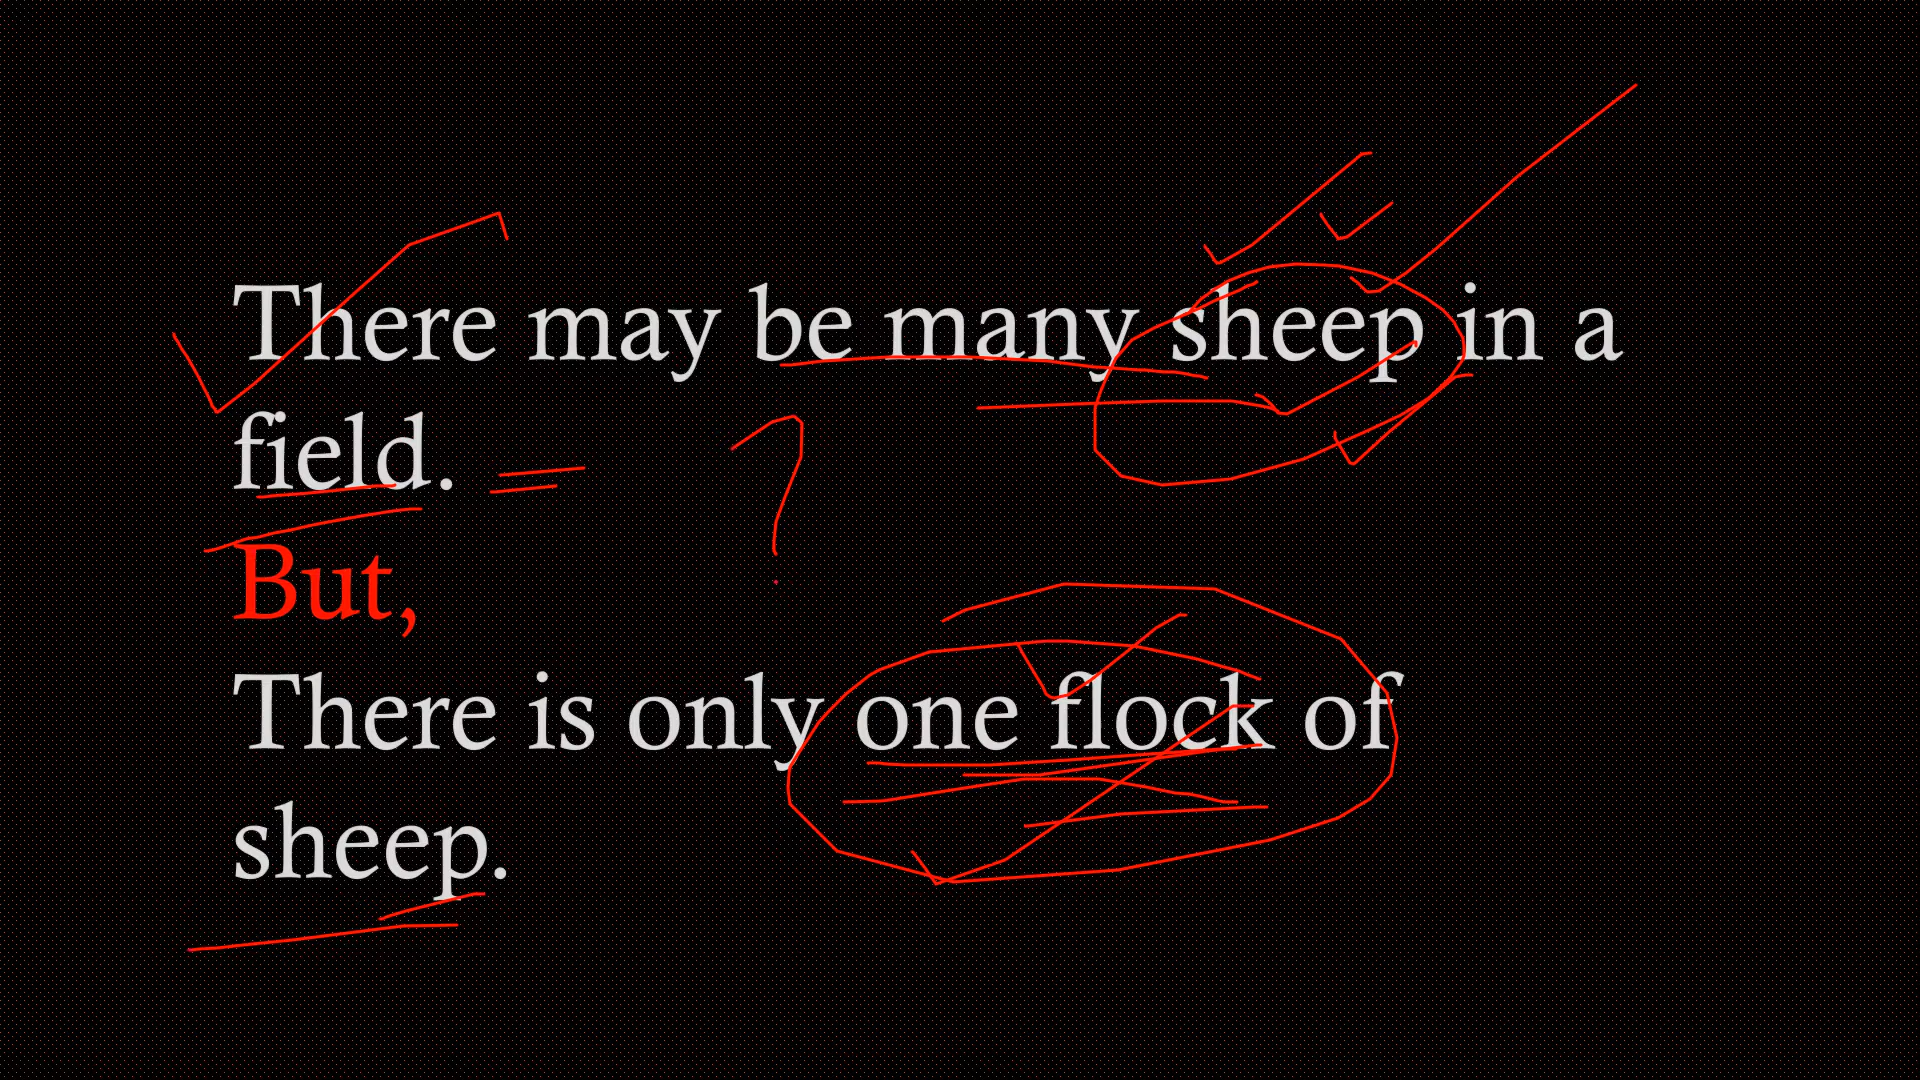 There may be many sheep in a
field.
But,
There is only one flock of
sheep.